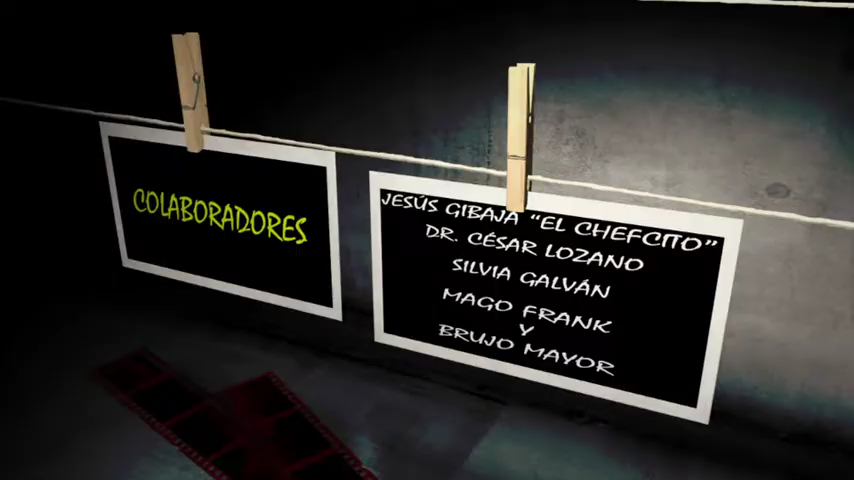 COLABORADORES
JESÚS GIBAJA "EL CHEFCITO"
DR. CÉSAR LOZANO
SILVIA GALVÁN
MAGO FRANK
Y
BRUJO MAYOR